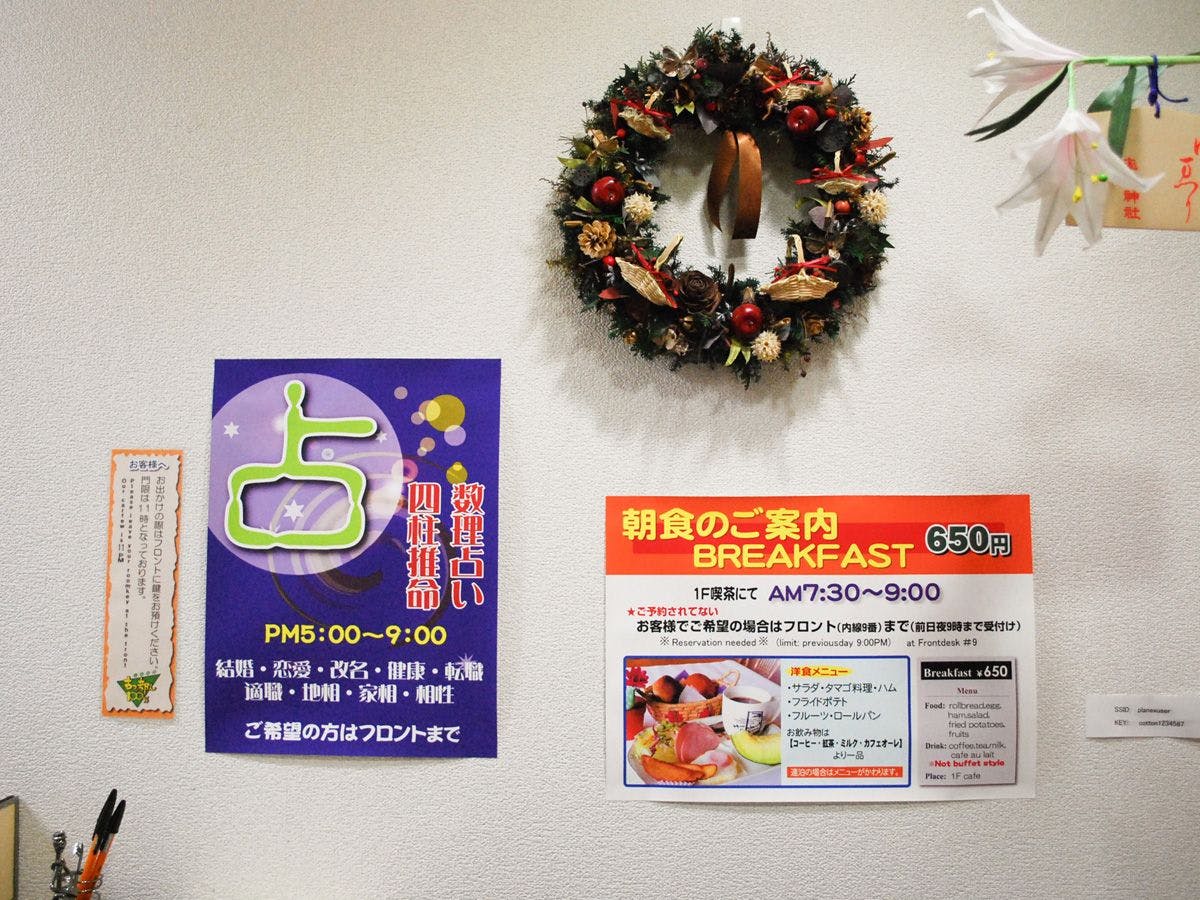 お客様へ
お出かけの際はフロントに鍵をお預けください。
門限は11時となっております。
Please leave your roomkey at the front
Our curfew is 11PM
占
数理占い
四柱推命
PM5:00～9:00
結婚・恋愛・改名・健康・転職
適職・地相・家相・相性
ご希望の方はフロントまで
神社
朝食のご案内
BREAKFAST
650円
1F喫茶にて AM7:30～9:00
★ご予約されてない
お客様でご希望の場合はフロント(内線9番)まで(前日夜9時まで受付け)
※Reservation needed※ (limit: previousday 9:00PM) at Frontdesk #9
洋食メニュー
・サラダ・タマゴ料理・ハム
・フライドポテト
・フルーツ・ロールパン
お飲み物は
【コーヒー・紅茶・ミルク・カフェオーレ】
より一品
連泊の場合はメニューがかわります。
Breakfast ¥650
Menu
Food: rollbread,egg,
ham,salad,
fried potatoes,
fruits
Drink: coffee,tea,milk,
cafe au lait
※Not buffet style
Place: 1F cafe
SSID: planexuser
KEY: cotton1234567